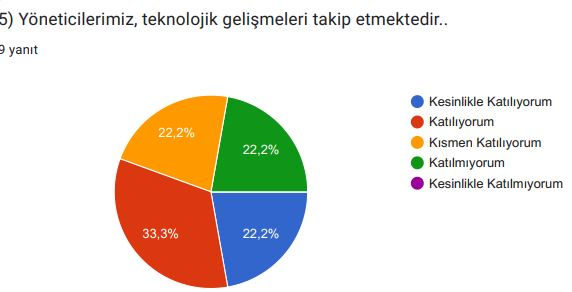 5) Yöneticilerimiz, teknolojik gelişmeleri takip etmektedir..
9 yanıt
Kesinlikle Katılıyorum
Katılıyorum
Kısmen Katılıyorum
Katılmıyorum
Kesinlikle Katılmıyorum
22,2%
22,2%
33,3%
22,2%